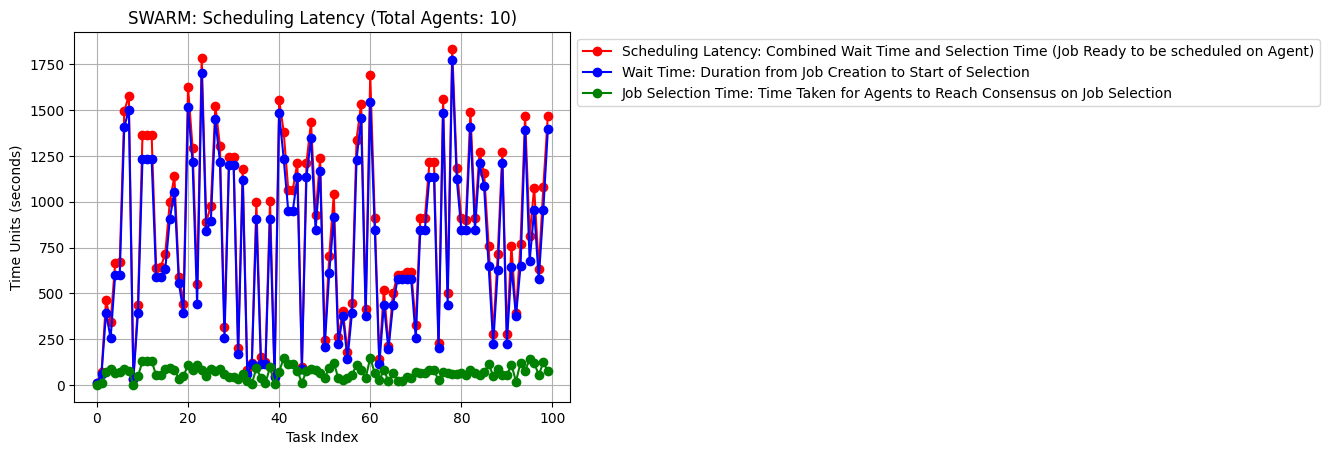 SWARM: Scheduling Latency (Total Agents: 10)
Scheduling Latency: Combined Wait Time and Selection Time (Job Ready to be scheduled on Agent)
Wait Time: Duration from Job Creation to Start of Selection
Job Selection Time: Time Taken for Agents to Reach Consensus on Job Selection
Time Units (seconds)
1750
1500
1250
1000
750
500
250
0
0 20 40 60 80 100
Task Index